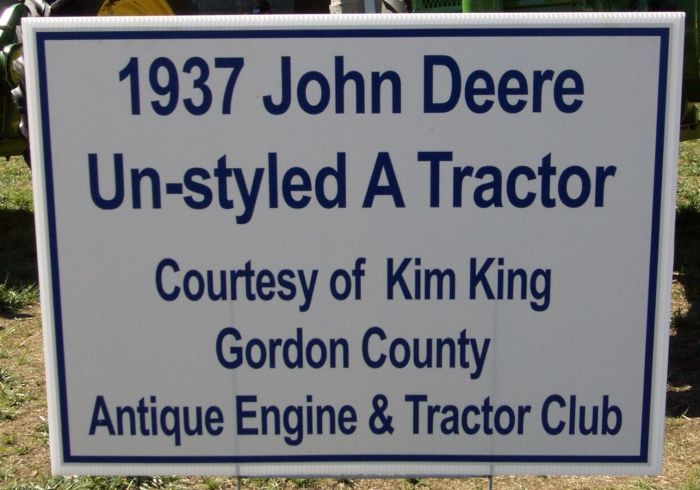 1937 John Deere
Un-styled A Tractor
Courtesy of Kim King
Gordon County
Antique Engine & Tractor Club